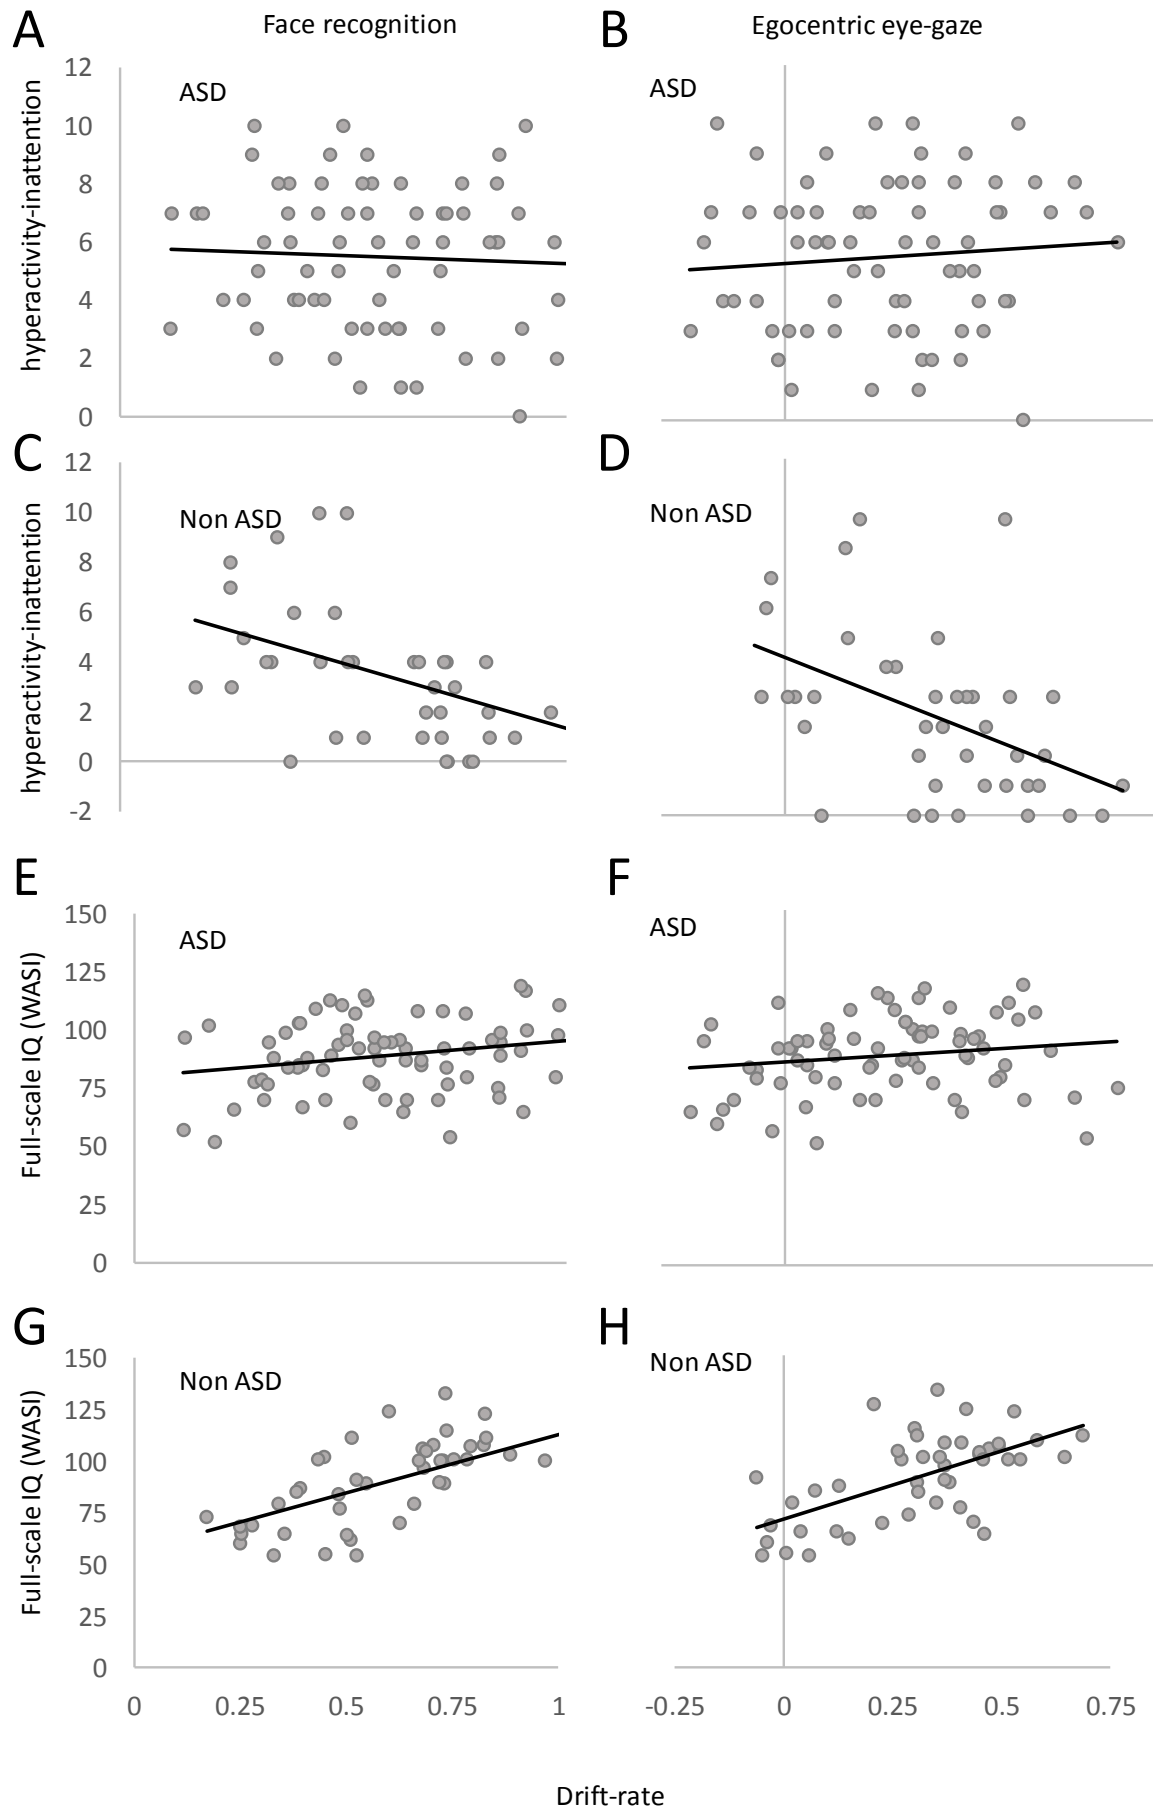 A Face recognition B Egocentric eye-gaze
hyperactivity-inattention
12
10
8
6
4
2
0
ASD
ASD
C D
hyperactivity-inattention
12
10
8
6
4
2
0
-2
Non ASD
Non ASD
E F
Full-scale IQ (WASI)
150
125
100
75
50
25
0
ASD
ASD
G H
Full-scale IQ (WASI)
150
125
100
75
50
25
0
Non ASD
Non ASD
0 0.25 0.5 0.75 1
-0.25 0 0.25 0.5 0.75
Drift-rate